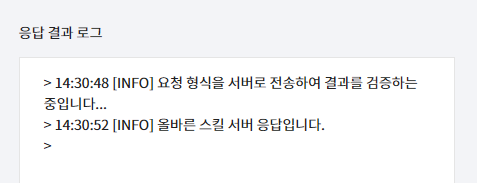 응답 결과 로그
> 14:30:48 [INFO] 요청 형식을 서버로 전송하여 결과를 검증하는
중입니다...
> 14:30:52 [INFO] 올바른 스킬 서버 응답입니다.
>